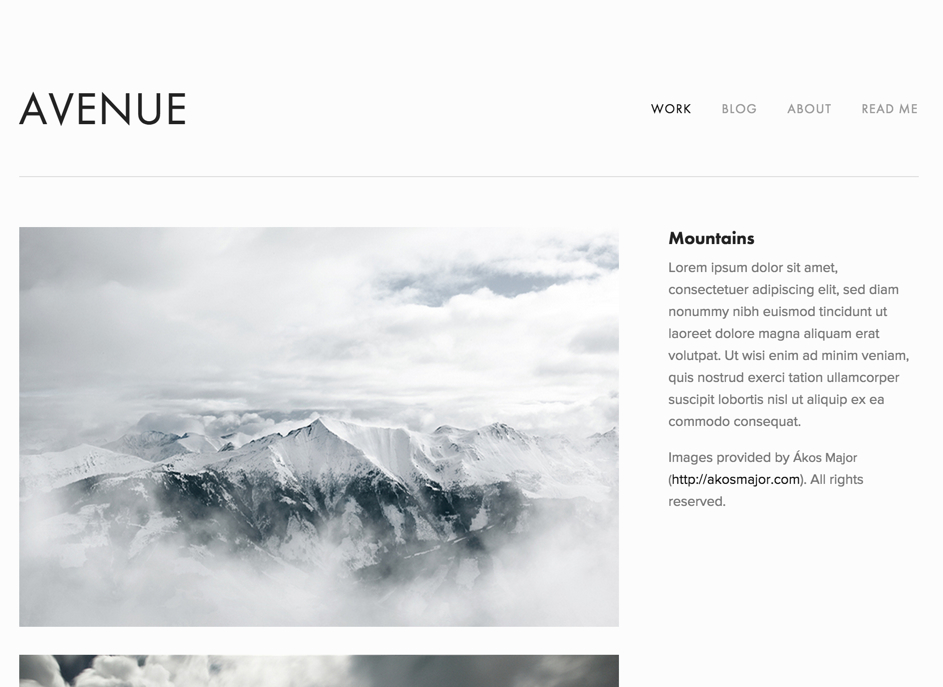 AVENUE
WORK BLOG ABOUT READ ME
Mountains
Lorem ipsum dolor sit amet,
consectetuer adipiscing elit, sed diam
nonummy nibh euismod tincidunt ut
laoreet dolore magna aliquam erat
volutpat. Ut wisi enim ad minim veniam,
quis nostrud exerci tation ullamcorper
suscipit lobortis nisl ut aliquip ex ea
commodo consequat.
Images provided by Ákos Major
(http://akosmajor.com). All rights
reserved.